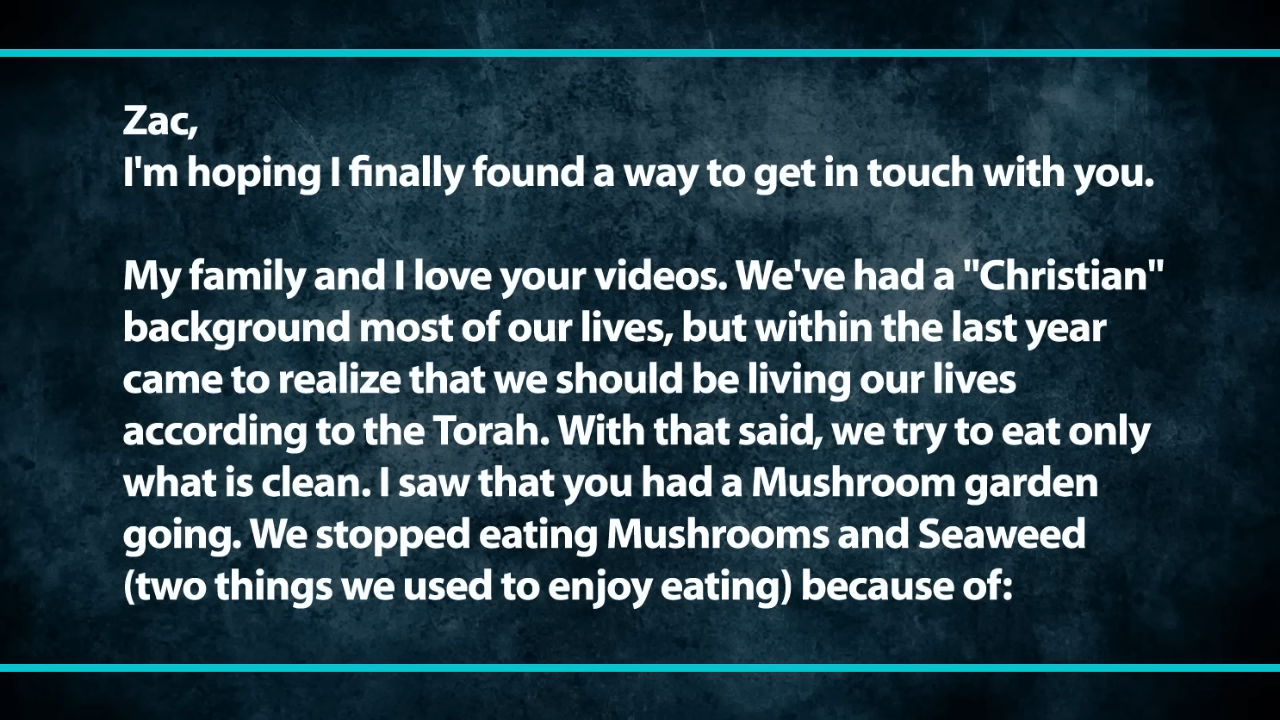 Zac,
I'm hoping I finally found a way to get in touch with you.
My family and I love your videos. We've had a "Christian"
background most of our lives, but within the last year
came to realize that we should be living our lives
according to the Torah. With that said, we try to eat only
what is clean. I saw that you had a Mushroom garden
going. We stopped eating Mushrooms and Seaweed
(two things we used to enjoy eating) because of: